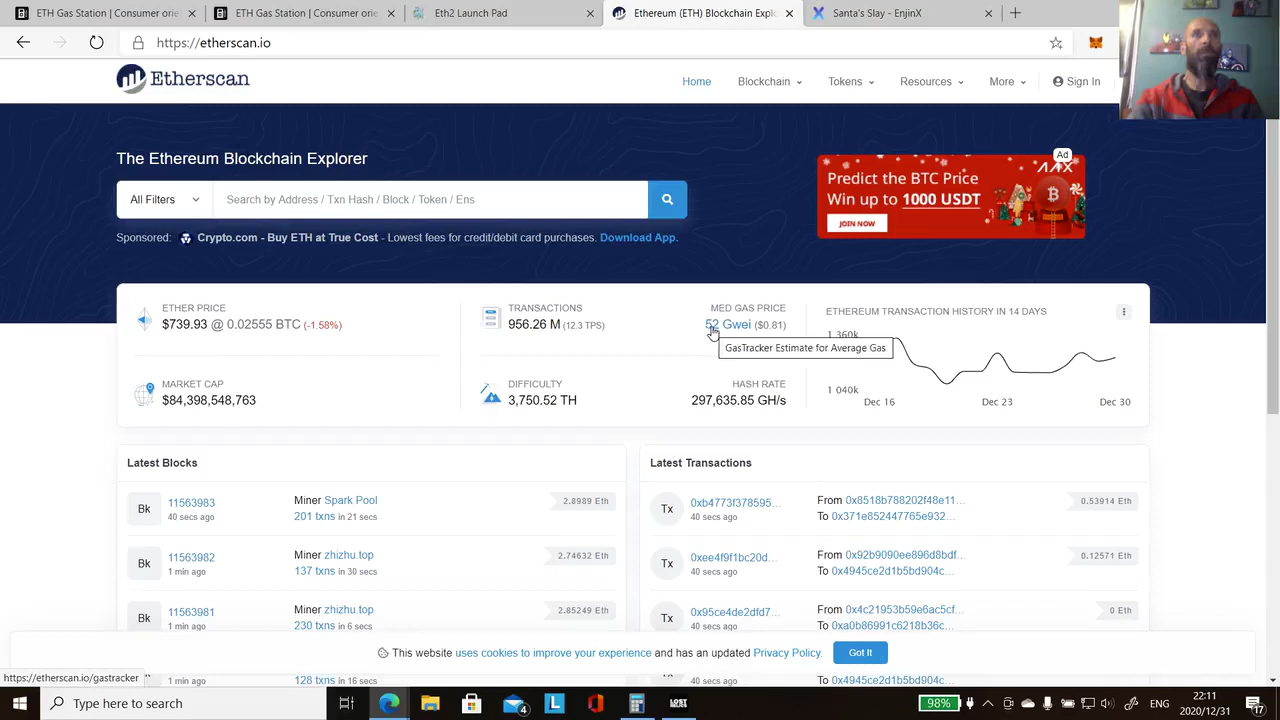 ETH Gas Station | Consumer orie
ETH Gas Station | Consumer orie
Eth2 Launch Pad
Ethereum (ETH) Blockchain Explo
Santa's Slay - EnjinX
https://etherscan.io
Etherscan
Home
Blockchain
Tokens
Resources
More
Sign In
The Ethereum Blockchain Explorer
All Filters
Search by Address / Txn Hash / Block / Token / Ens
Sponsored: Crypto.com - Buy ETH at True Cost - Lowest fees for credit/debit card purchases. Download App.
Ad
AAX
Predict the BTC Price
Win up to 1000 USDT
JOIN NOW
ETHER PRICE
$739.93 @ 0.02555 BTC (-1.58%)
MARKET CAP
$84,398,548,763
TRANSACTIONS
956.26 M (12.3 TPS)
MED GAS PRICE
52 Gwei ($0.81)
GasTracker Estimate for Average Gas
DIFFICULTY
3,750.52 TH
HASH RATE
297,635.85 GH/s
ETHEREUM TRANSACTION HISTORY IN 14 DAYS
1 360k
1 040k
Dec 16
Dec 23
Dec 30
Latest Blocks
Bk
11563983
40 secs ago
Miner Spark Pool
201 txns in 21 secs
2.8989 Eth
Bk
11563982
1 min ago
Miner zhizhu.top
137 txns in 30 secs
2.74632 Eth
Bk
11563981
1 min ago
Miner zhizhu.top
230 txns in 6 secs
2.85249 Eth
1 min ago
128 txns in 16 secs
Latest Transactions
Tx
0xb4773f378595...
40 secs ago
From 0x8518b788202f48e11...
To 0x371e852447765e932...
0.53914 Eth
Tx
0xee4f9f1bc20d...
40 secs ago
From 0x92b9090ee896d8bdf...
To 0x4945ce2d1b5bd904c...
0.12571 Eth
Tx
0x95ce4de2dfd7...
40 secs ago
From 0x4c21953b59e6ac5cf...
To 0xa0b86991c6218b36c...
0 Eth
40 secs ago
To 0x4945ce2d1b5bd904c...
This website uses cookies to improve your experience and has an updated Privacy Policy.
Got It
https://etherscan.io/gastracker
Type here to search
4
L
LOST
98%
ENG
22:11
2020/12/31
17